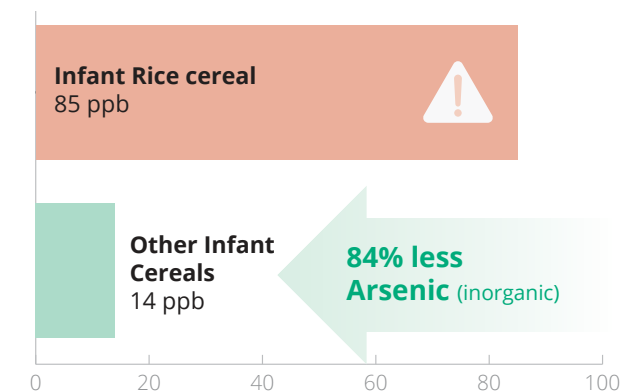 Infant Rice cereal
85 ppb
Other Infant
Cereals
14 ppb
84% less
Arsenic (inorganic)
0 20 40 60 80 100